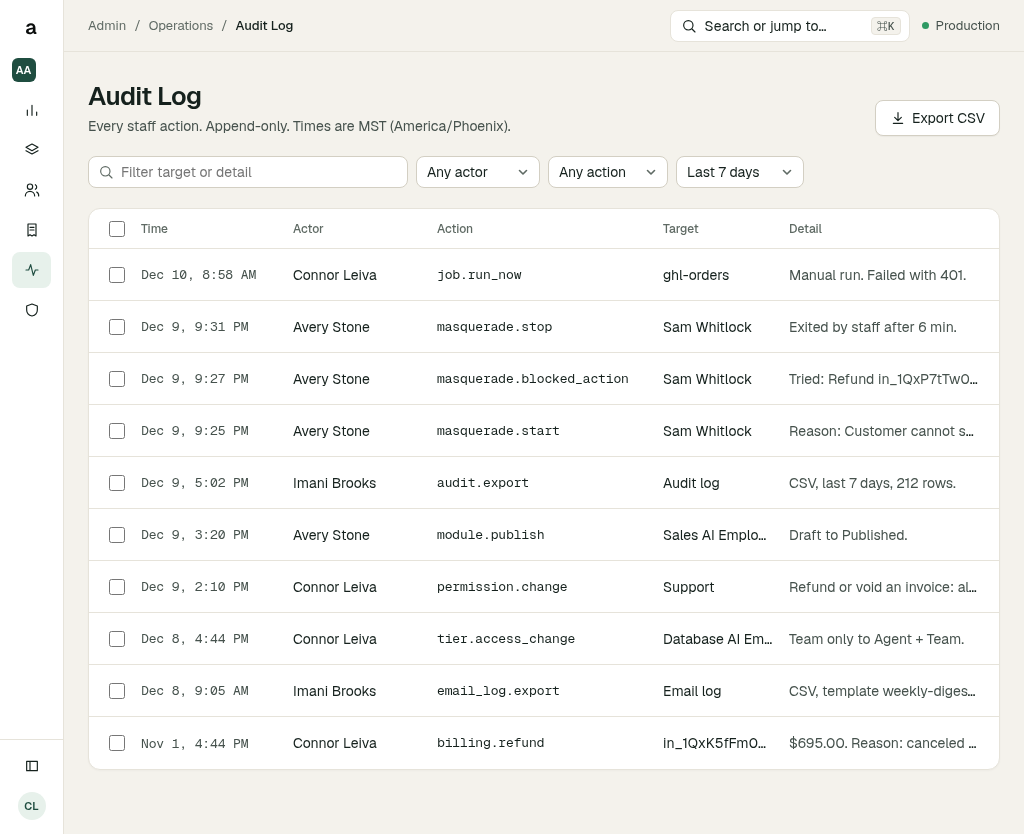 a
Admin / Operations / Audit Log
Search or jump to…
⌘K
Production
AA
Audit Log
Every staff action. Append-only. Times are MST (America/Phoenix).
Export CSV
Filter target or detail
Any actor
Any action
Last 7 days
Time Actor Action Target Detail
Dec 10, 8:58 AM Connor Leiva job.run_now ghl-orders Manual run. Failed with 401.
Dec 9, 9:31 PM Avery Stone masquerade.stop Sam Whitlock Exited by staff after 6 min.
Dec 9, 9:27 PM Avery Stone masquerade.blocked_action Sam Whitlock Tried: Refund in_1QxP7tTw0…
Dec 9, 9:25 PM Avery Stone masquerade.start Sam Whitlock Reason: Customer cannot s…
Dec 9, 5:02 PM Imani Brooks audit.export Audit log CSV, last 7 days, 212 rows.
Dec 9, 3:20 PM Avery Stone module.publish Sales AI Emplo… Draft to Published.
Dec 9, 2:10 PM Connor Leiva permission.change Support Refund or void an invoice: al…
Dec 8, 4:44 PM Connor Leiva tier.access_change Database AI Em… Team only to Agent + Team.
Dec 8, 9:05 AM Imani Brooks email_log.export Email log CSV, template weekly-diges…
Nov 1, 4:44 PM Connor Leiva billing.refund in_1QxK5fFm0… $695.00. Reason: canceled …
CL